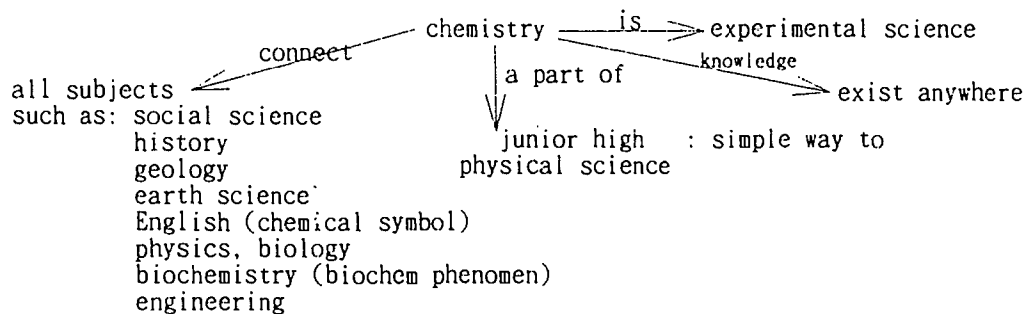 chemistry
is
experimental science
connect
knowledge
a part of
all subjects
exist anywhere
such as: social science
history
geology
earth science
English (chemical symbol)
physics, biology
biochemistry (biochem phenomen)
engineering
junior high : simple way to
physical science